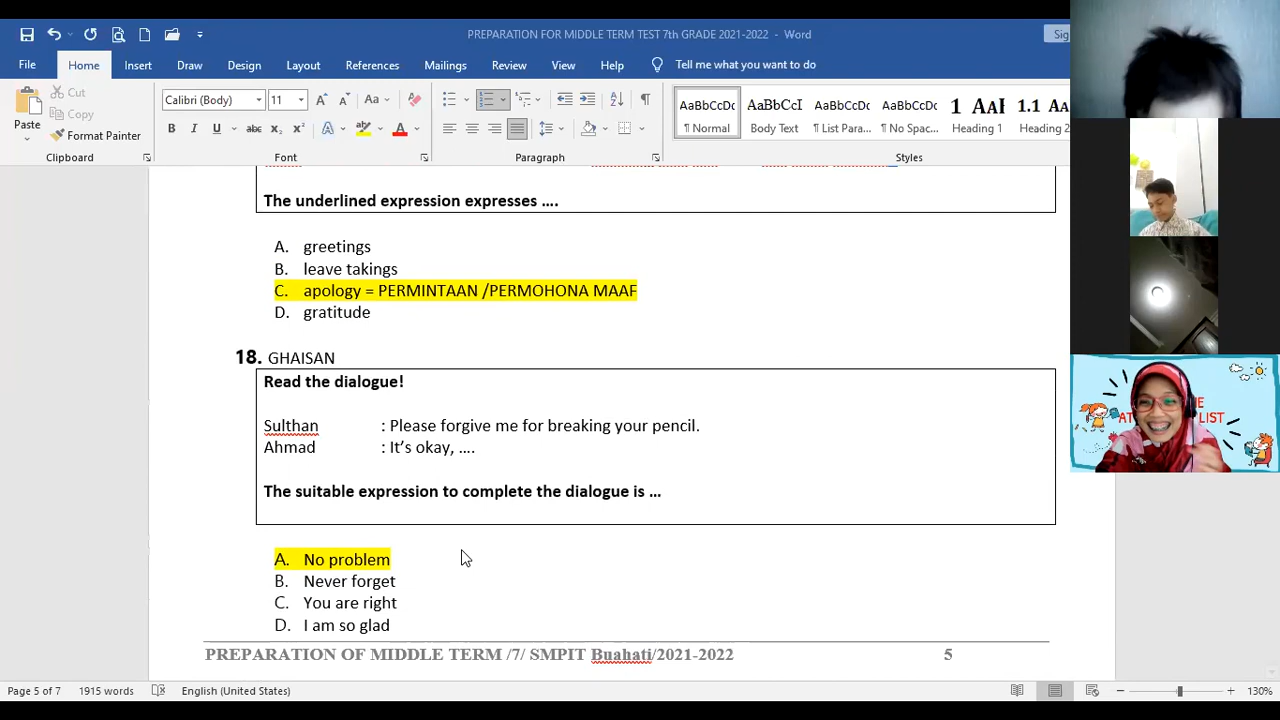 PREPARATION FOR MIDDLE TERM TEST 7th GRADE 2021-2022 - Word
File Home Insert Draw Design Layout References Mailings Review View Help Tell me what you want to do
Paste
Cut
Copy
Format Painter
Clipboard
Calibri (Body) 11
Font
Paragraph
AaBbCcDc AaBbCcI AaBbCcDc AaBbCcDc 1 AaI 1.1 AaB
¶ Normal Body Text ¶ List Para... ¶ No Spac... Heading 1 Heading 2
Styles
The underlined expression expresses ….
A. greetings
B. leave takings
C. apology = PERMINTAAN /PERMOHONA MAAF
D. gratitude
18. GHAISAN
Read the dialogue!
Sulthan : Please forgive me for breaking your pencil.
Ahmad : It’s okay, ….
The suitable expression to complete the dialogue is …
A. No problem
B. Never forget
C. You are right
D. I am so glad
PREPARATION OF MIDDLE TERM /7/ SMPIT Buahati/2021-2022 5
Page 5 of 7 1915 words English (United States) 130%